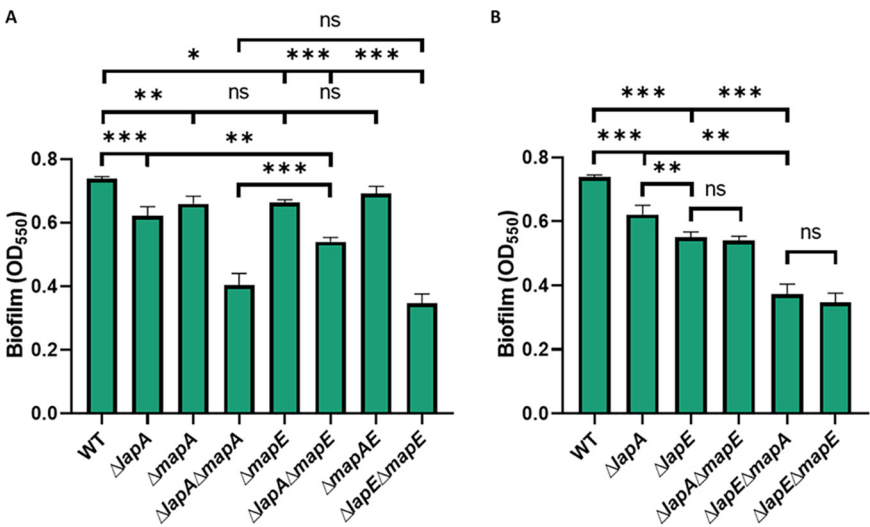 A
ns
* *** ***
** ns ns
*** **
***
0.8
0.6
0.4
0.2
0.0
Biofilm (OD550)
WT
ΔlapA
ΔmapA
ΔlapAΔmapA
ΔmapE
ΔlapAΔmapE
ΔmapAE
ΔlapEΔmapE
B
*** ***
*** **
**
ns
ns
0.8
0.6
0.4
0.2
0.0
Biofilm (OD550)
WT
ΔlapA
ΔlapE
ΔlapAΔmapE
ΔlapEΔmapA
ΔlapEΔmapE